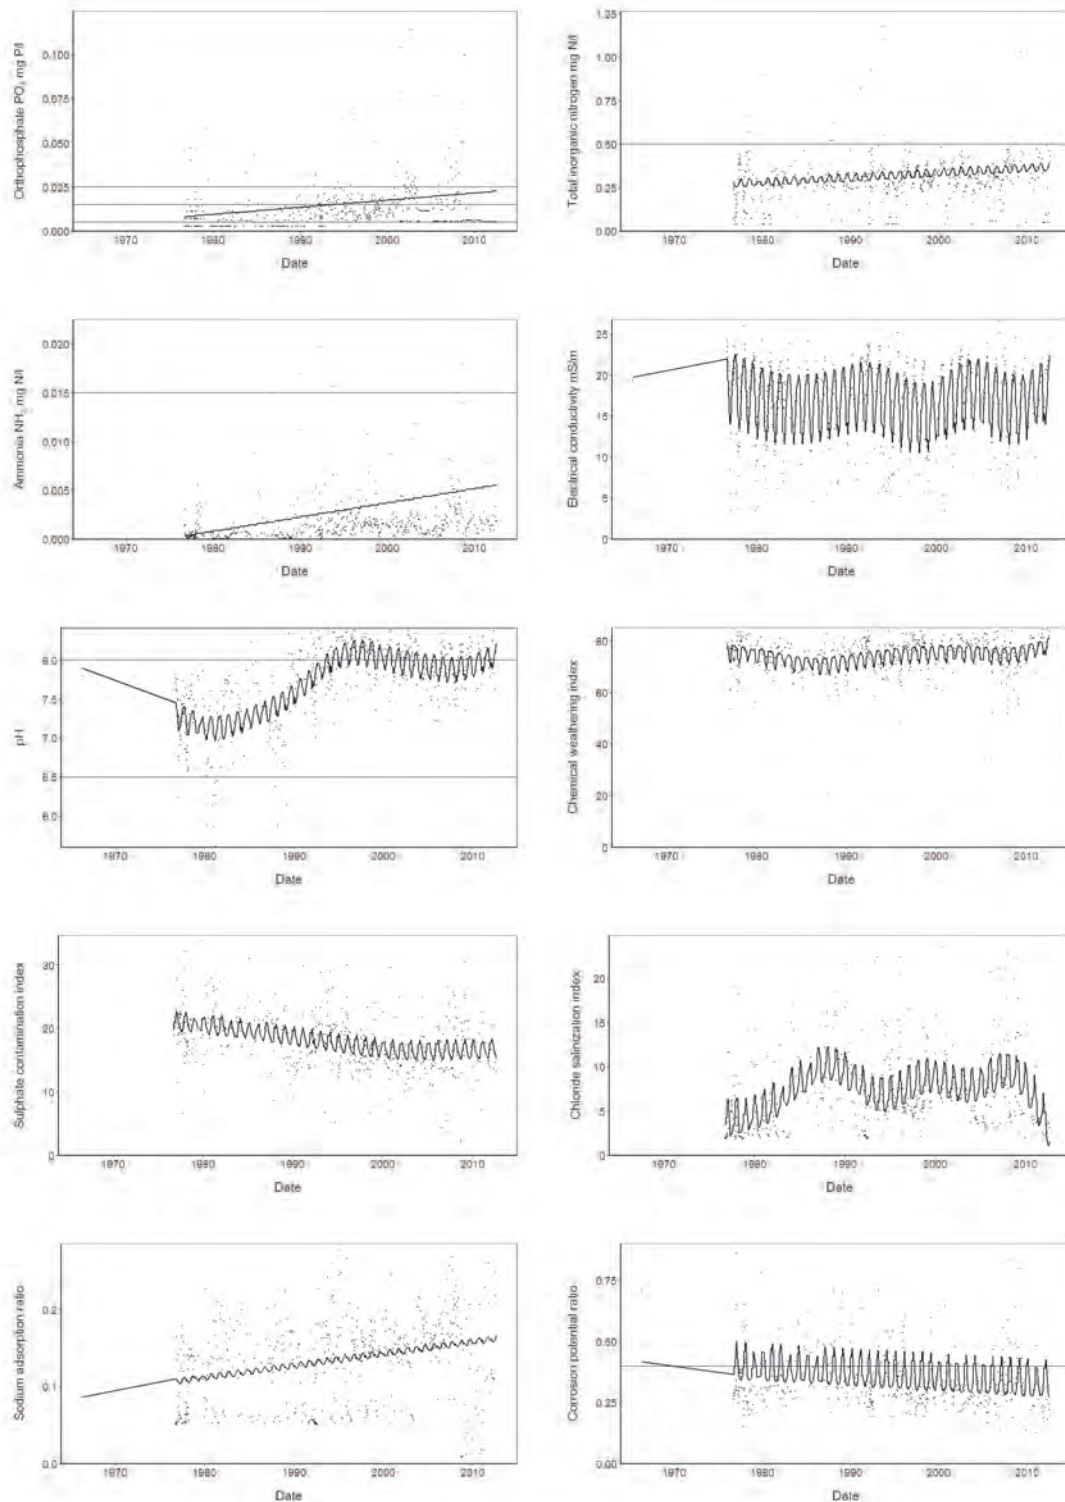 Orthophosphate PO₄ mg P/l
0.100
0.075
0.050
0.025
0.000
1970 1980 1990 2000 2010
Date
Total inorganic nitrogen mg N/l
1.25
1.00
0.75
0.50
0.25
0.00
1970 1980 1990 2000 2010
Date
Ammonia NH₃ mg N/l
0.020
0.015
0.010
0.005
0.000
1970 1980 1990 2000 2010
Date
Electrical conductivity mS/m
25
20
15
10
5
0
1970 1980 1990 2000 2010
Date
pH
8.0
7.5
7.0
6.5
6.0
1970 1980 1990 2000 2010
Date
Chemical weathering index
80
60
40
20
0
1970 1980 1990 2000 2010
Date
Sulphate contamination index
30
20
10
0
1970 1980 1990 2000 2010
Date
Chloride salinization index
20
15
10
5
0
1970 1980 1990 2000 2010
Date
Sodium adsorption ratio
0.2
0.1
0.0
1970 1980 1990 2000 2010
Date
Corrosion potential ratio
0.75
0.50
0.25
0.00
1970 1980 1990 2000 2010
Date